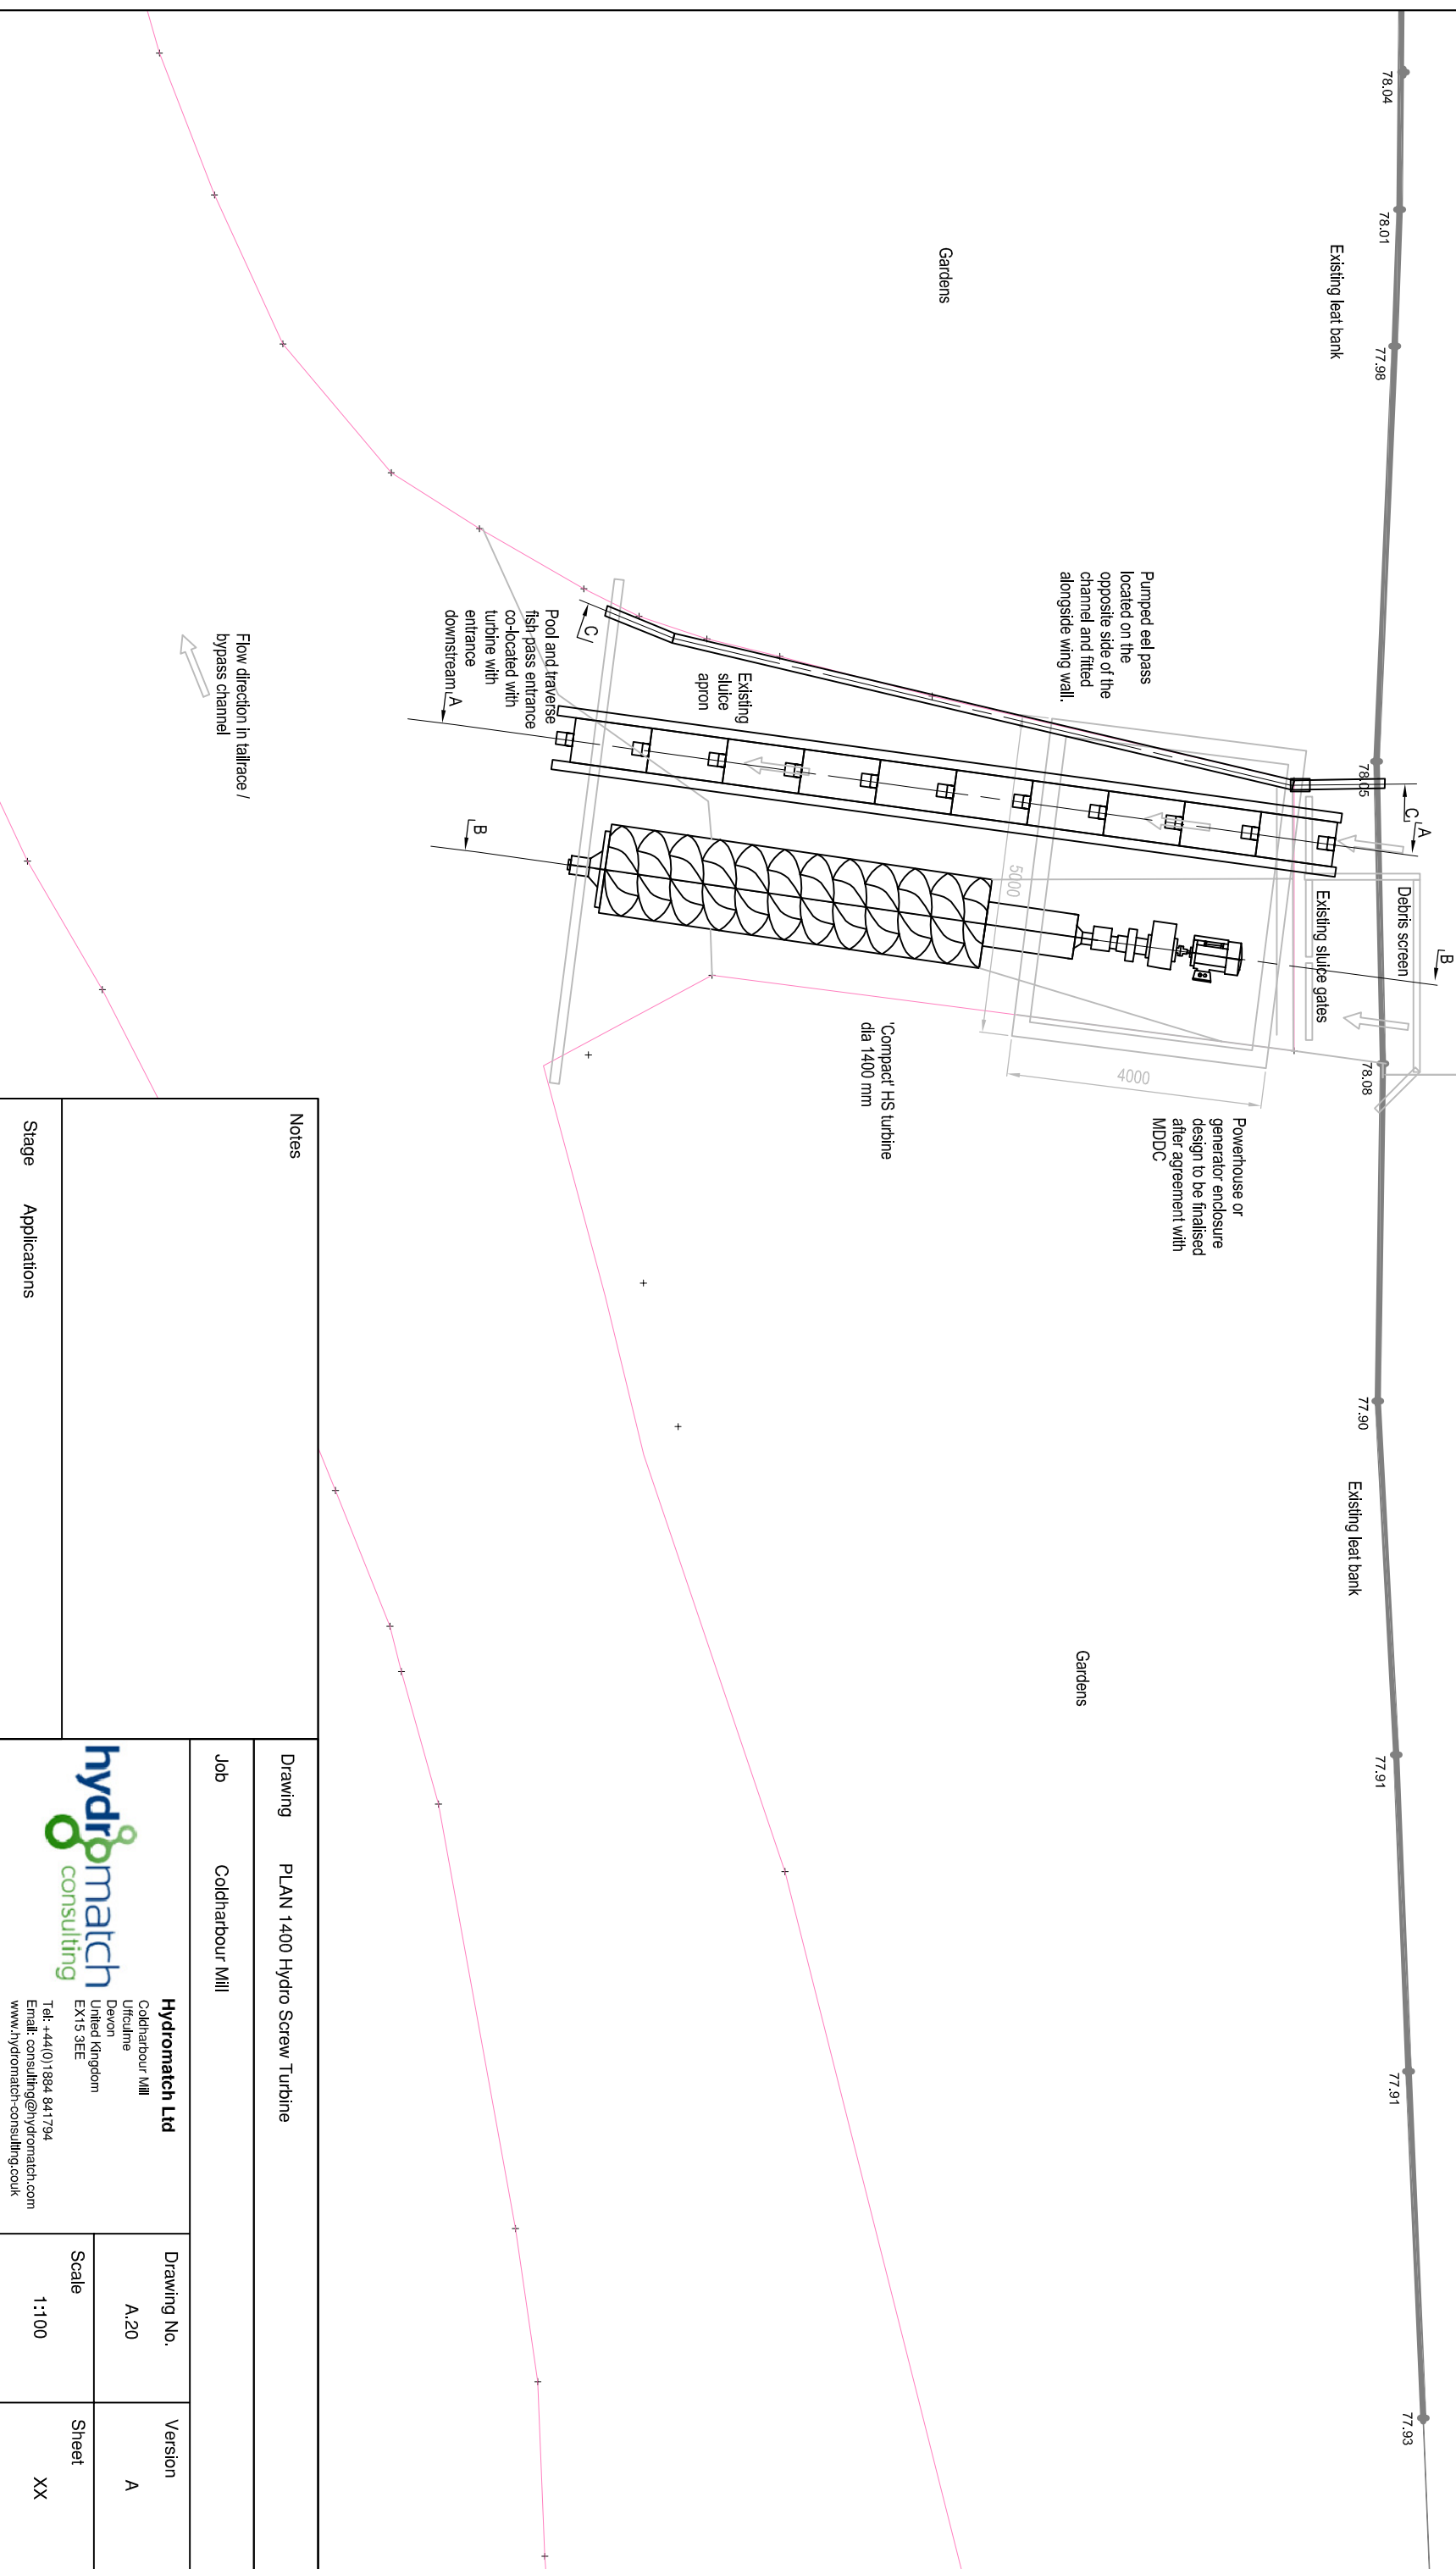 78.04
78.01
77.98
78.05
78.08
77.90
77.91
77.91
77.93
Existing leat bank
Gardens
Debris screen
Existing sluice gates
Existing leat bank
Gardens
A
B
C
Pumped eel pass
located on the
opposite side of the
channel and fitted
alongside wing wall.
5000
4000
Powerhouse or
generator enclosure
design to be finalised
after agreement with
MDDC
'Compact' HS turbine
dia 1400 mm
Existing
sluice
apron
C
Pool and traverse
fish pass entrance
co-located with
turbine with
entrance
downstream
A
B
Flow direction in tailrace /
bypass channel
Notes
Stage Applications
Drawing PLAN 1400 Hydro Screw Turbine
Job Coldharbour Mill
hydromatch
consulting
Hydromatch Ltd
Coldharbour Mill
Uffculme
Devon
United Kingdom
EX15 3EE
Tel: +44(0)1884 841794
Email: consulting@hydromatch.com
www.hydromatch-consulting.couk
Drawing No.
A.20
Version
A
Scale
1:100
Sheet
XX